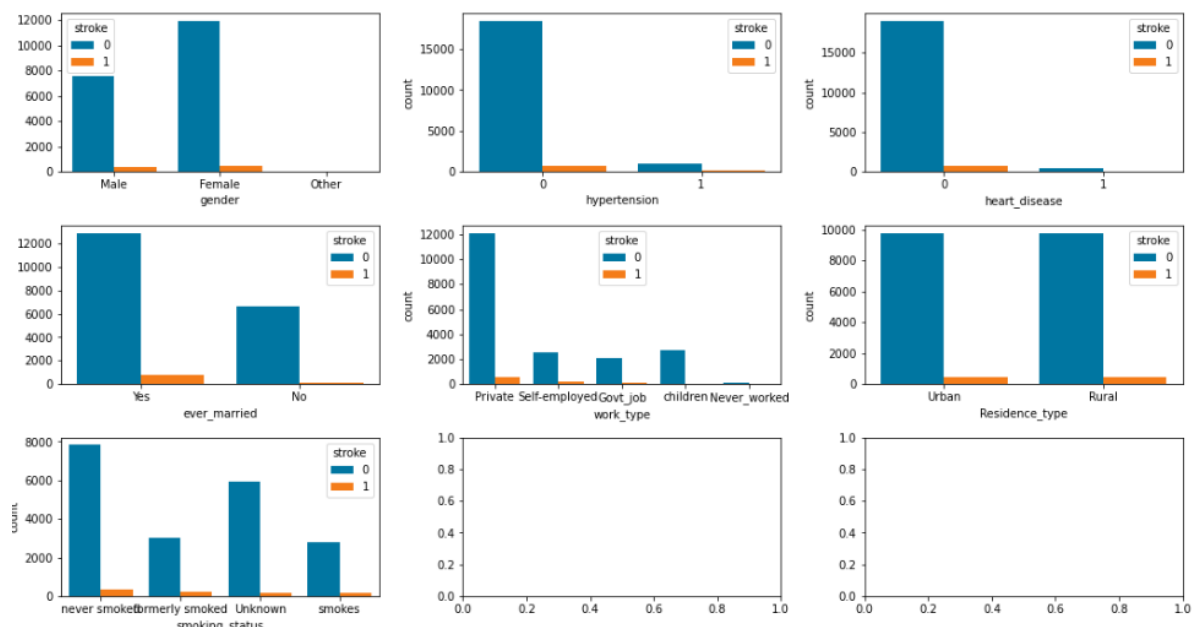 12000
10000
8000
6000
4000
2000
0
stroke
0
1
Male Female Other
gender
count
15000
10000
5000
0
stroke
0
1
0 1
hypertension
count
15000
10000
5000
0
stroke
0
1
0 1
heart_disease
12000
10000
8000
6000
4000
2000
0
stroke
0
1
Yes No
ever_married
count
12000
10000
8000
6000
4000
2000
0
stroke
0
1
Private Self-employed Govt_job children Never_worked
work_type
count
10000
8000
6000
4000
2000
0
stroke
0
1
Urban Rural
Residence_type
count
8000
6000
4000
2000
0
stroke
0
1
never smoked formerly smoked Unknown smokes
smoking_status
1.0
0.8
0.6
0.4
0.2
0.0
0.0 0.2 0.4 0.6 0.8 1.0
1.0
0.8
0.6
0.4
0.2
0.0
0.0 0.2 0.4 0.6 0.8 1.0